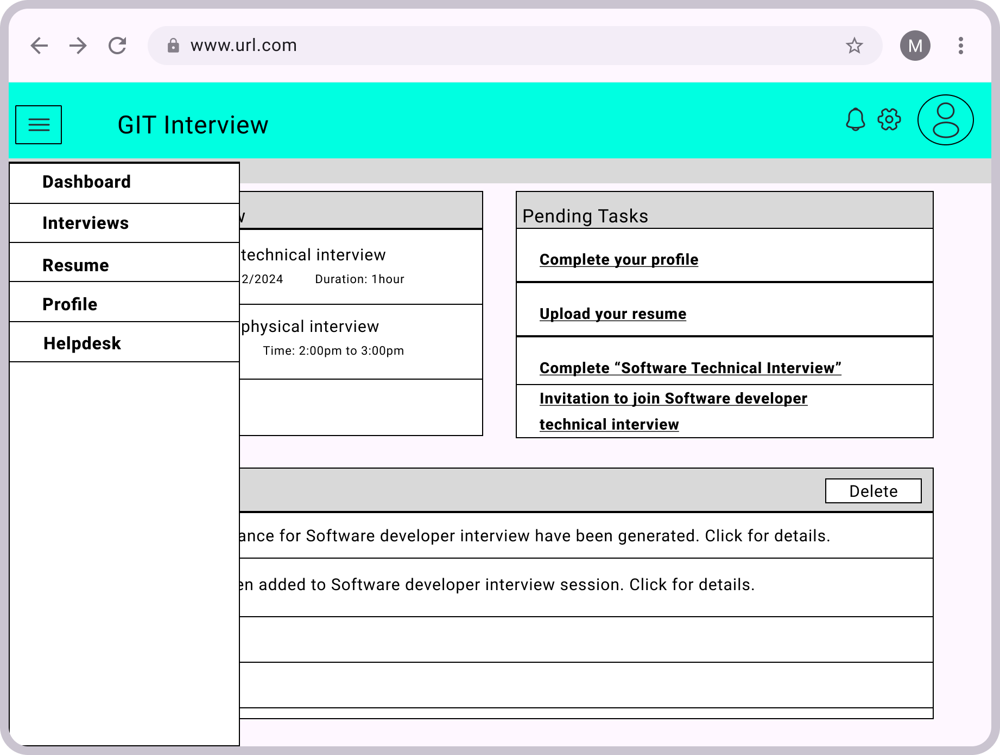 www.url.com
M
GIT Interview
Dashboard
Interviews
Resume
Profile
Helpdesk
technical interview
2/2024 Duration: 1hour
physical interview
Time: 2:00pm to 3:00pm
Pending Tasks
Complete your profile
Upload your resume
Complete “Software Technical Interview”
Invitation to join Software developer
technical interview
Delete
ance for Software developer interview have been generated. Click for details.
en added to Software developer interview session. Click for details.